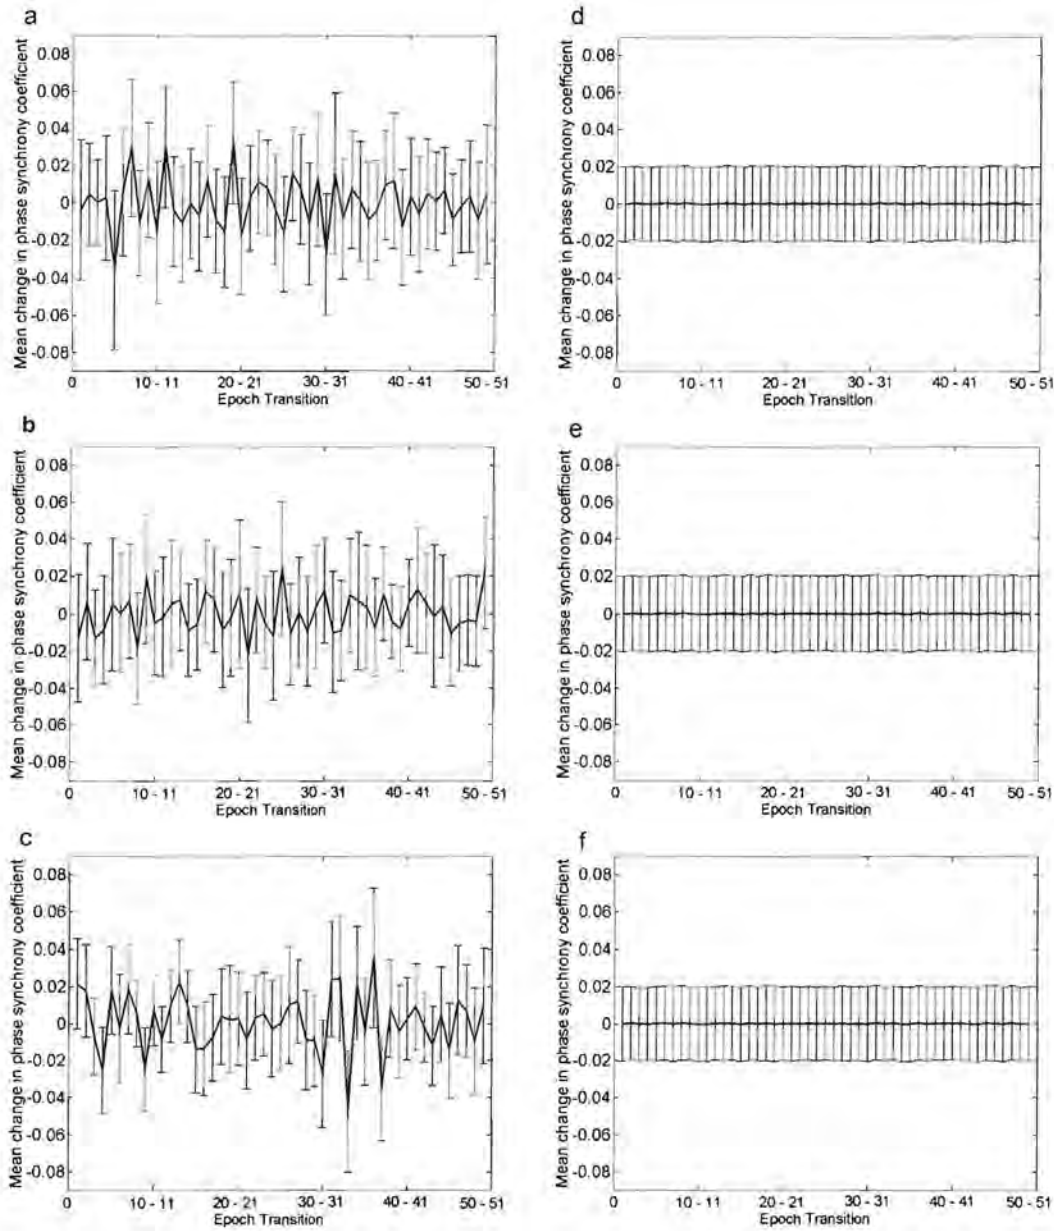 a
Mean change in phase synchrony coefficient
0.08
0.06
0.04
0.02
0
-0.02
-0.04
-0.06
-0.08
0
10 - 11
20 - 21
30 - 31
40 - 41
50 - 51
Epoch Transition
d
Mean change in phase synchrony coefficient
0.08
0.06
0.04
0.02
0
-0.02
-0.04
-0.06
-0.08
0
10 - 11
20 - 21
30 - 31
40 - 41
50 - 51
Epoch Transition
b
Mean change in phase synchrony coefficient
0.08
0.06
0.04
0.02
0
-0.02
-0.04
-0.06
-0.08
0
10 - 11
20 - 21
30 - 31
40 - 41
50 - 51
Epoch Transition
e
Mean change in phase synchrony coefficient
0.08
0.06
0.04
0.02
0
-0.02
-0.04
-0.06
-0.08
0
10 - 11
20 - 21
30 - 31
40 - 41
50 - 51
Epoch Transition
c
Mean change in phase synchrony coefficient
0.08
0.06
0.04
0.02
0
-0.02
-0.04
-0.06
-0.08
0
10 - 11
20 - 21
30 - 31
40 - 41
50 - 51
Epoch Transition
f
Mean change in phase synchrony coefficient
0.08
0.06
0.04
0.02
0
-0.02
-0.04
-0.06
-0.08
0
10 - 11
20 - 21
30 - 31
40 - 41
50 - 51
Epoch Transition